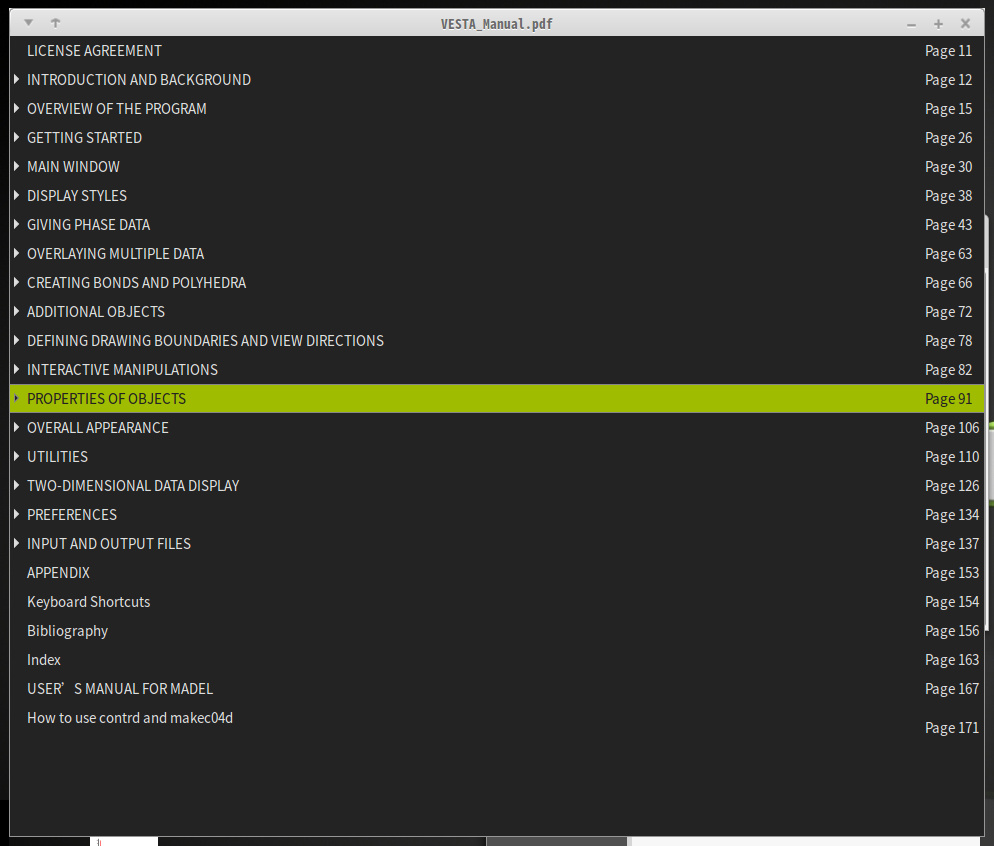 VESTA_Manual.pdf
LICENSE AGREEMENT Page 11
INTRODUCTION AND BACKGROUND Page 12
OVERVIEW OF THE PROGRAM Page 15
GETTING STARTED Page 26
MAIN WINDOW Page 30
DISPLAY STYLES Page 38
GIVING PHASE DATA Page 43
OVERLAYING MULTIPLE DATA Page 63
CREATING BONDS AND POLYHEDRA Page 66
ADDITIONAL OBJECTS Page 72
DEFINING DRAWING BOUNDARIES AND VIEW DIRECTIONS Page 78
INTERACTIVE MANIPULATIONS Page 82
PROPERTIES OF OBJECTS Page 91
OVERALL APPEARANCE Page 106
UTILITIES Page 110
TWO-DIMENSIONAL DATA DISPLAY Page 126
PREFERENCES Page 134
INPUT AND OUTPUT FILES Page 137
APPENDIX Page 153
Keyboard Shortcuts Page 154
Bibliography Page 156
Index Page 163
USER’S MANUAL FOR MADEL Page 167
How to use contrd and makec04d Page 171